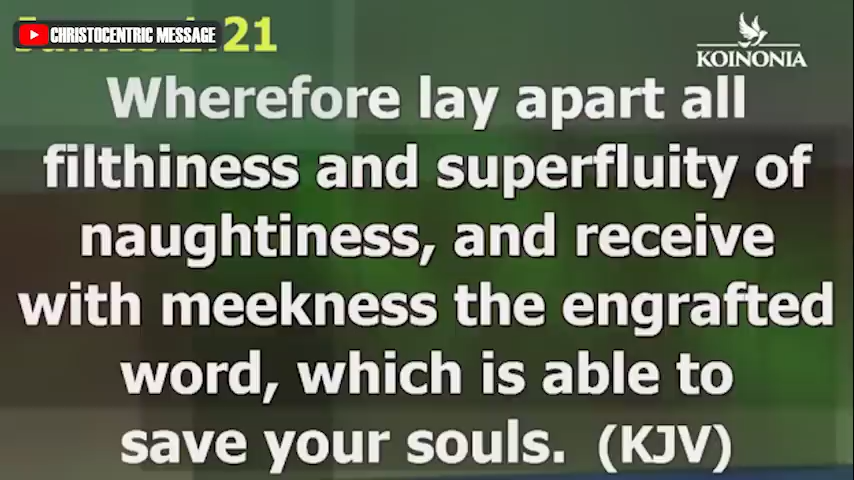 CHRISTOCENTRIC MESSAGE
1:21
KOINONIA
Wherefore lay apart all
filthiness and superfluity of
naughtiness, and receive
with meekness the engrafted
word, which is able to
save your souls. (KJV)